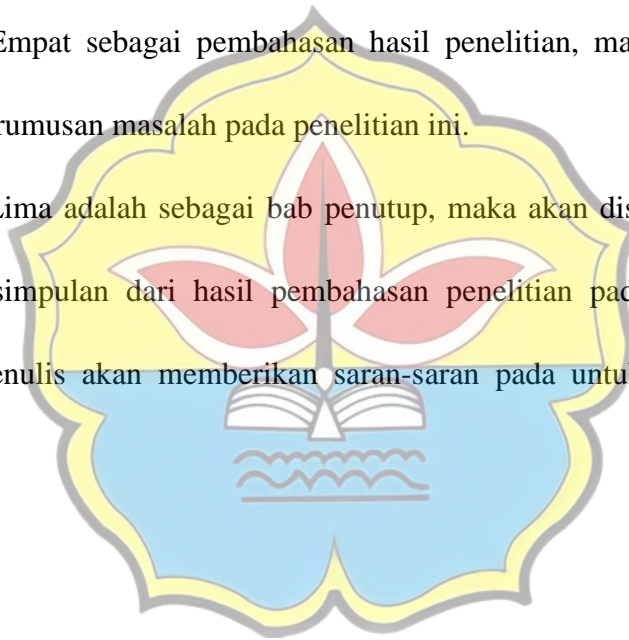 Empat sebagai pembahasan hasil penelitian, ma
rumusan masalah pada penelitian ini.
Lima adalah sebagai bab penutup, maka akan dis
simpulan dari hasil pembahasan penelitian pad
enulis akan memberikan saran-saran pada untu